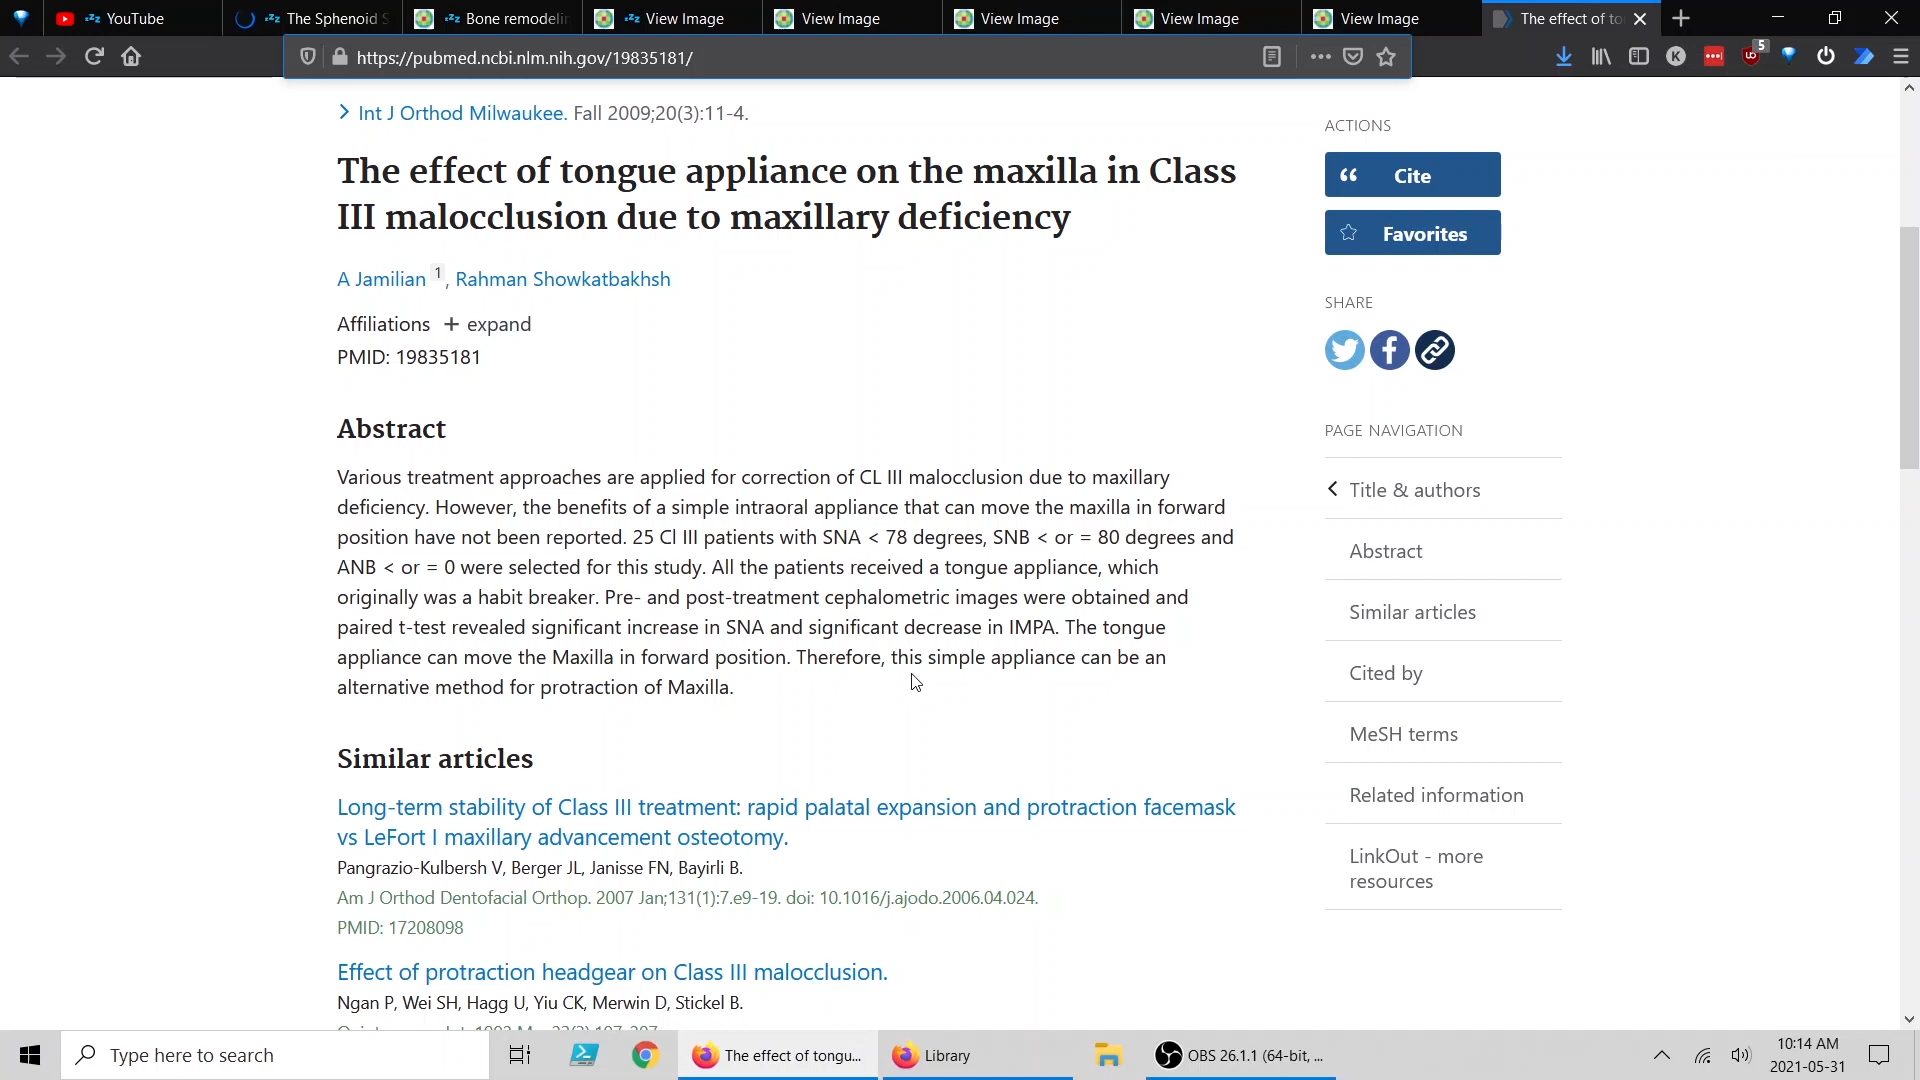 YouTube
The Sphenoid S
Bone remodelin
View Image
View Image
View Image
View Image
View Image
The effect of to
https://pubmed.ncbi.nlm.nih.gov/19835181/
5
Int J Orthod Milwaukee. Fall 2009;20(3):11-4.
The effect of tongue appliance on the maxilla in Class
III malocclusion due to maxillary deficiency
A Jamilian 1, Rahman Showkatbakhsh
Affiliations + expand
PMID: 19835181
Abstract
Various treatment approaches are applied for correction of CL III malocclusion due to maxillary
deficiency. However, the benefits of a simple intraoral appliance that can move the maxilla in forward
position have not been reported. 25 Cl III patients with SNA < 78 degrees, SNB < or = 80 degrees and
ANB < or = 0 were selected for this study. All the patients received a tongue appliance, which
originally was a habit breaker. Pre- and post-treatment cephalometric images were obtained and
paired t-test revealed significant increase in SNA and significant decrease in IMPA. The tongue
appliance can move the Maxilla in forward position. Therefore, this simple appliance can be an
alternative method for protraction of Maxilla.
Similar articles
Long-term stability of Class III treatment: rapid palatal expansion and protraction facemask
vs LeFort I maxillary advancement osteotomy.
Pangrazio-Kulbersh V, Berger JL, Janisse FN, Bayirli B.
Am J Orthod Dentofacial Orthop. 2007 Jan;131(1):7.e9-19. doi: 10.1016/j.ajodo.2006.04.024.
PMID: 17208098
Effect of protraction headgear on Class III malocclusion.
Ngan P, Wei SH, Hagg U, Yiu CK, Merwin D, Stickel B.
ACTIONS
Cite
Favorites
SHARE
PAGE NAVIGATION
Title & authors
Abstract
Similar articles
Cited by
MeSH terms
Related information
LinkOut - more
resources
Type here to search
The effect of tongu...
Library
OBS 26.1.1 (64-bit, ...
10:14 AM
2021-05-31